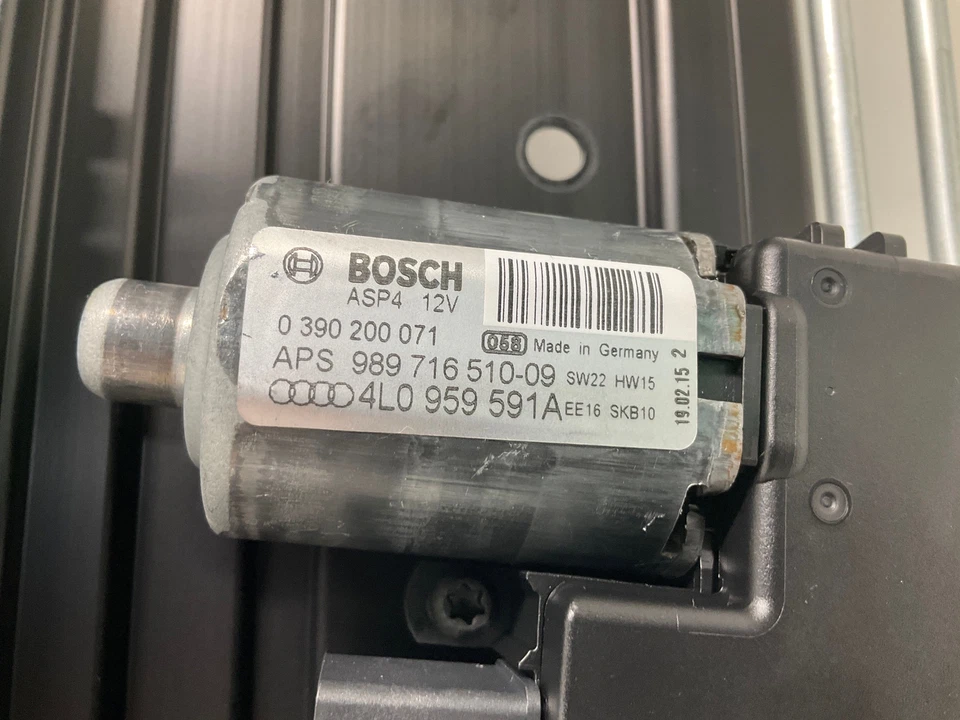 BOSCH
ASP4 12V
0 390 200 071
068 Made in Germany
APS 989 716 510-09 SW22 HW15
4L0 959 591A EE16 SKB10
19.02.15 2